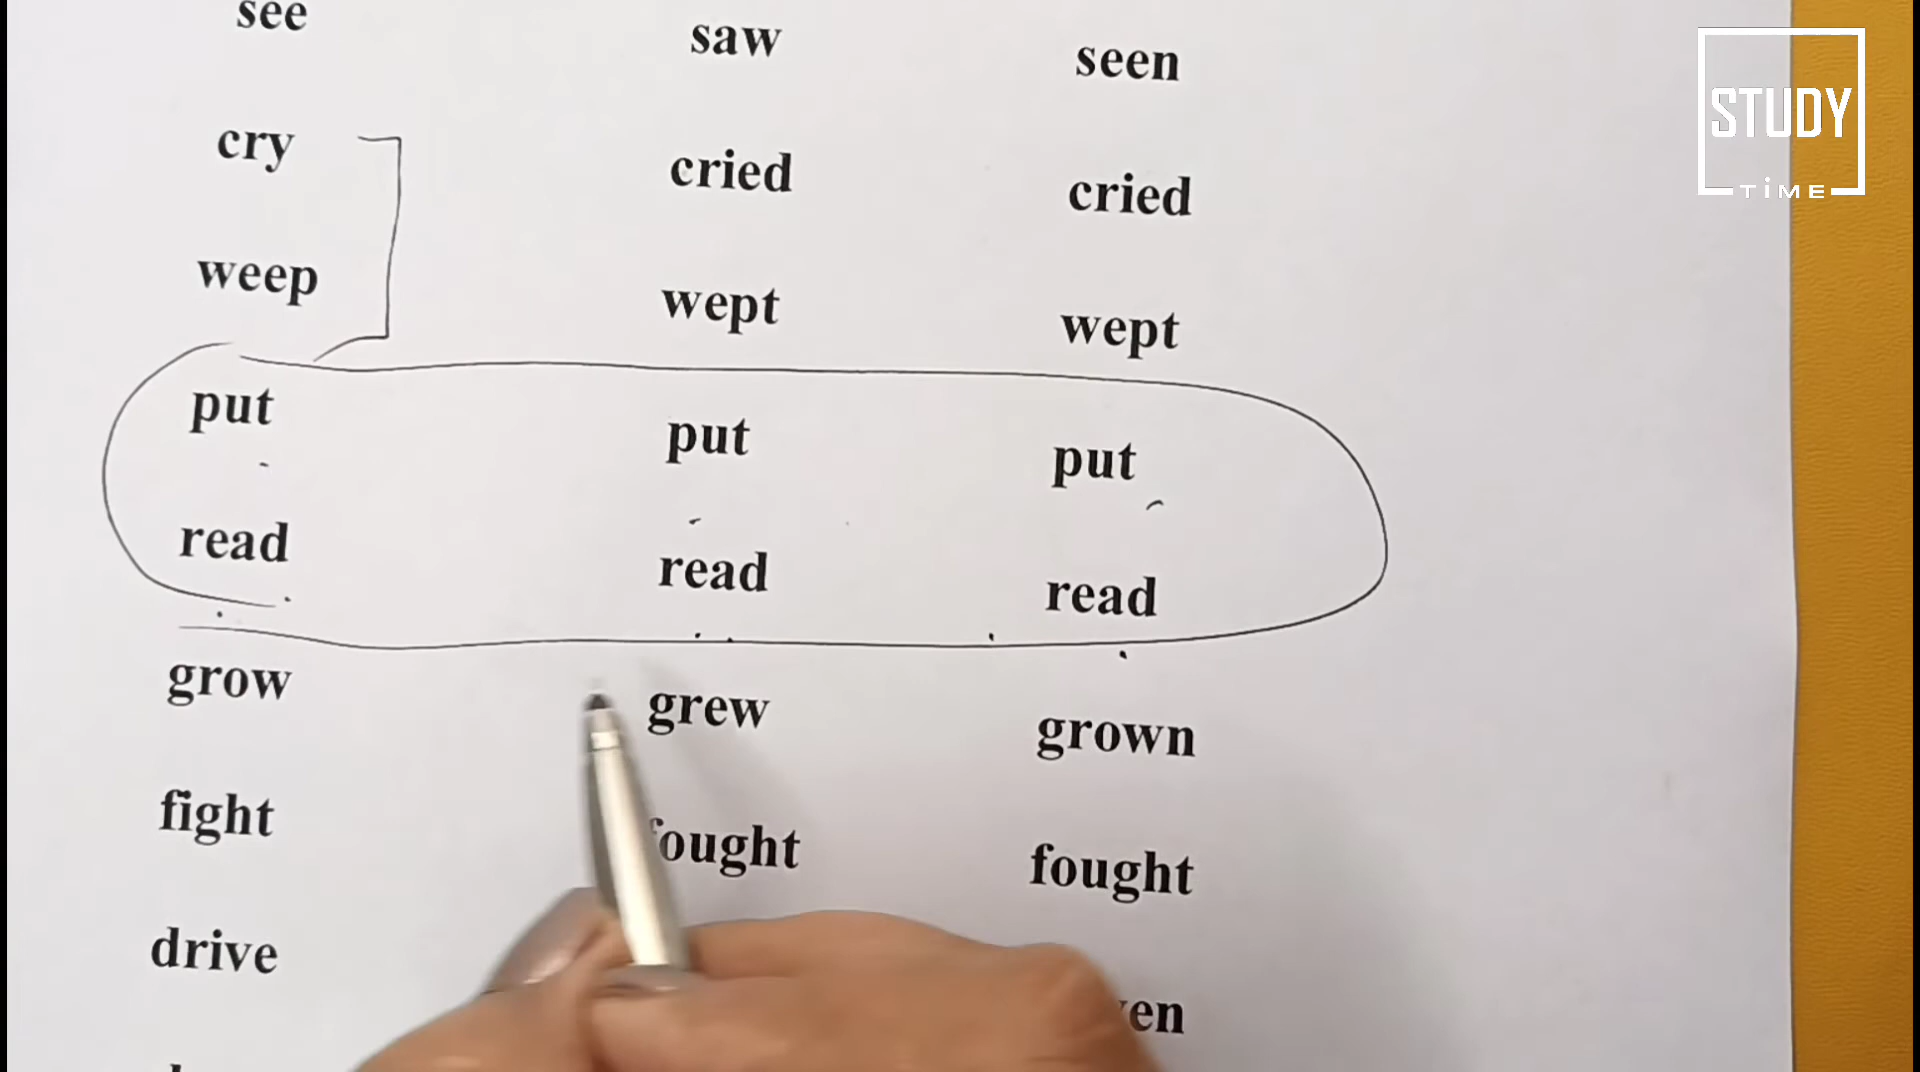 see saw seen
cry cried cried
weep wept wept
put put put
read read read
grow grew grown
fight fought fought
drive
STUDY
TiME